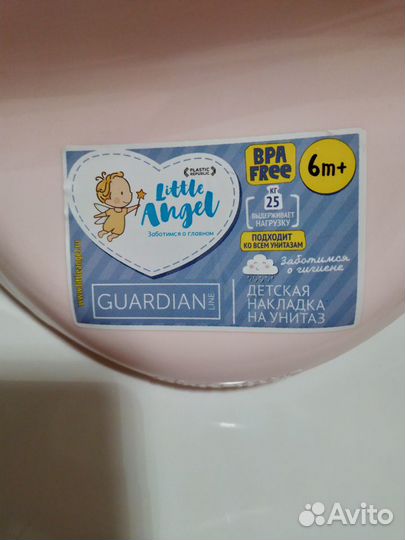 PLASTIC
REPUBLIC
Little
Angel
Заботимся о главном
BPA
FREE
6м+
КГ
25
ВЫДЕРЖИВАЕТ
НАГРУЗКУ
ПОДХОДИТ
КО ВСЕМ УНИТАЗАМ
Заботимся
о гигиене
GUARDIAN
LINE
ДЕТСКАЯ
НАКЛАДКА
НА УНИТАЗ
Avito